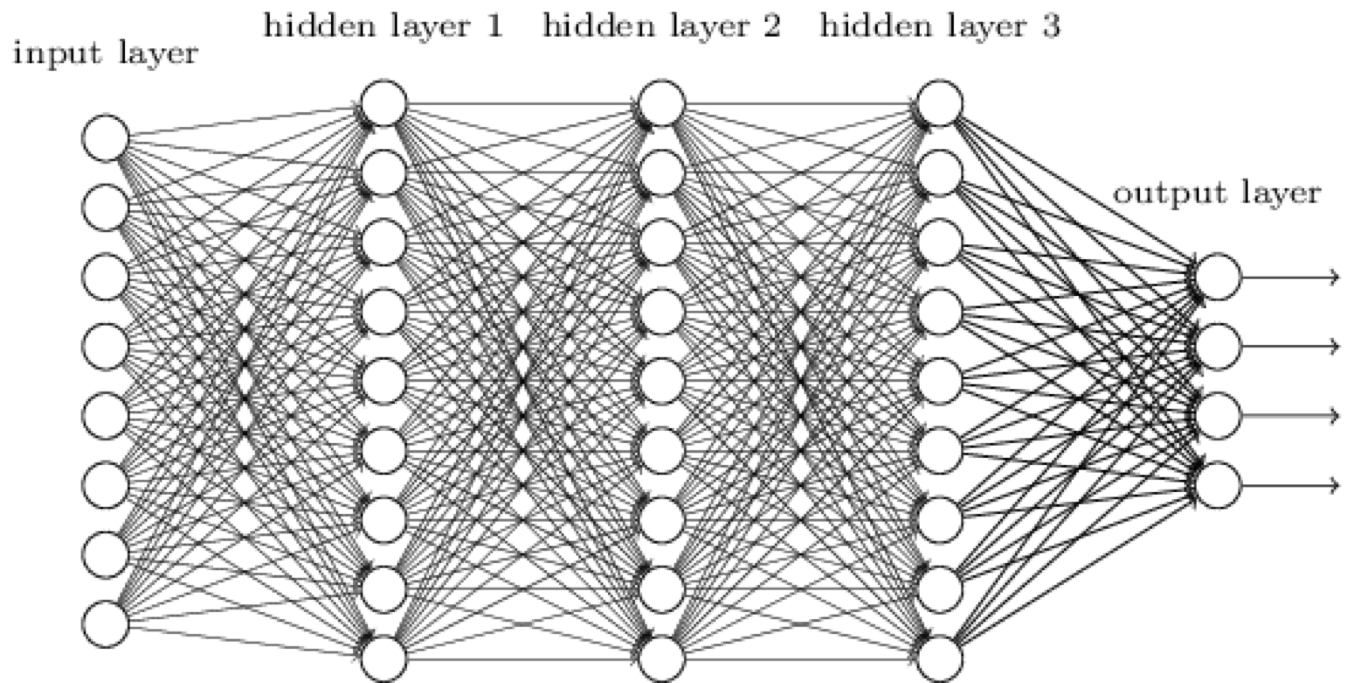 input layer
hidden layer 1
hidden layer 2
hidden layer 3
output layer